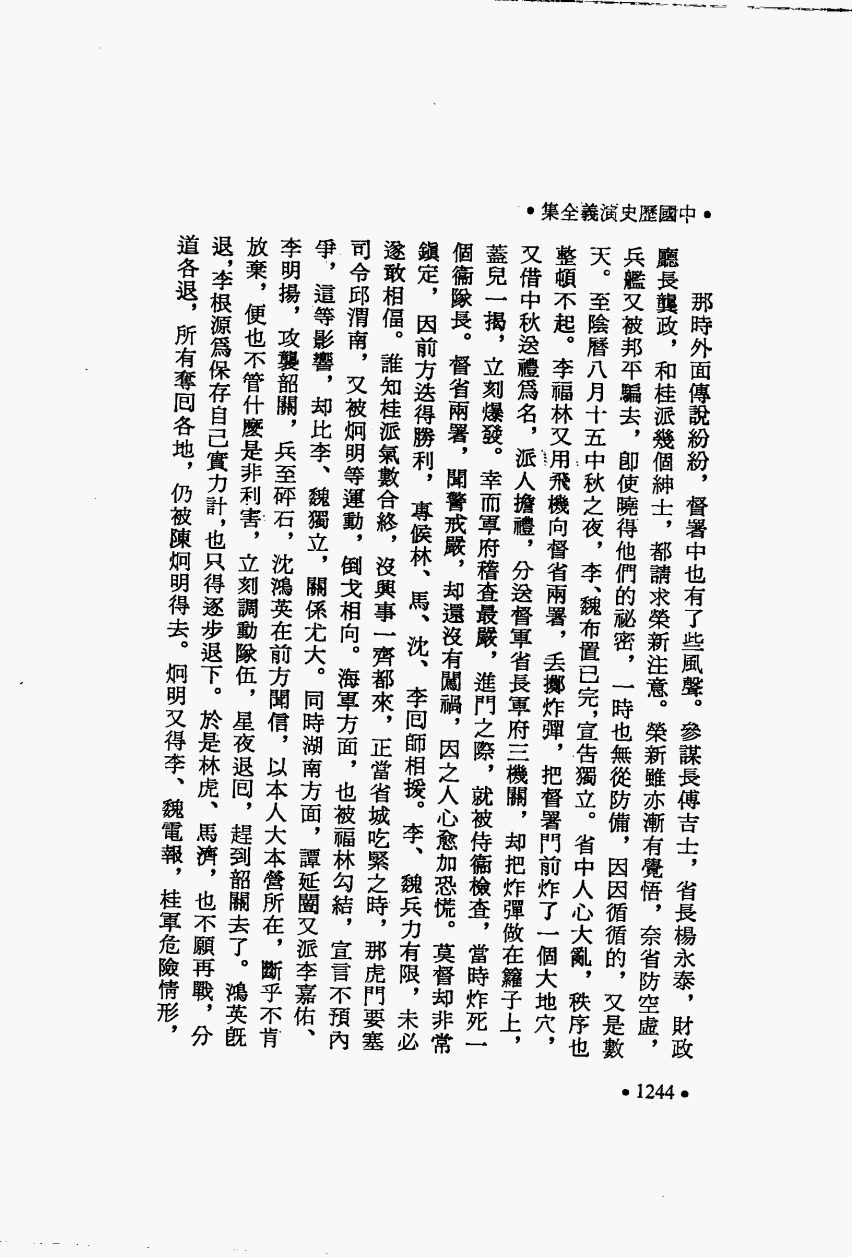 •中國歷史演義全集•
那時外面傳說紛紛，督署中也有了些風聲。參謀長傅吉士，省長楊永泰，財政
廳長龔政，和桂派幾個紳士，都請求榮新注意。榮新雖亦漸有覺悟，奈省防空虛，
兵艦又被邦平騙去，卽使曉得他們的祕密，一時也無從防備，因因循循的，又是數
天。至陰曆八月十五中秋之夜，李、魏布置已完，宣告獨立。省中人心大亂，秩序也
整頓不起。李福林又用飛機向督省兩署，丢擲炸彈，把督署門前炸了一個大地穴，
又借中秋送禮爲名，派人擔禮，分送督軍省長軍府三機關，却把炸彈做在籮子上，
蓋兒一揭，立刻爆發。幸而軍府稽查最嚴，進門之際，就被侍衞檢查，當時炸死一
個衞隊長。督省兩署，聞警戒嚴，却還沒有闖禍，因之人心愈加恐慌。莫督却非常
鎭定，因前方迭得勝利，專候林、馬、沈、李囘師相援。李、魏兵力有限，未必
遂敢相偪。誰知桂派氣數合終，沒興事一齊都來，正當省城吃緊之時，那虎門要塞
司令邱渭南，又被炯明等運動，倒戈相向。海軍方面，也被福林勾結，宣言不預內
爭，這等影響，却比李、魏獨立，關係尤大。同時湖南方面，譚延闓又派李嘉佑、
李明揚，攻襲韶關，兵至砰石，沈鴻英在前方聞信，以本人大本營所在，斷乎不肯
放棄，便也不管什麼是非利害，立刻調動隊伍，星夜退囘，趕到韶關去了。鴻英旣
退，李根源爲保存自己實力計，也只得逐步退下。於是林虎、馬濟，也不願再戰，分
道各退，所有奪囘各地，仍被陳炯明得去。炯明又得李、魏電報，桂軍危險情形，
•1244•